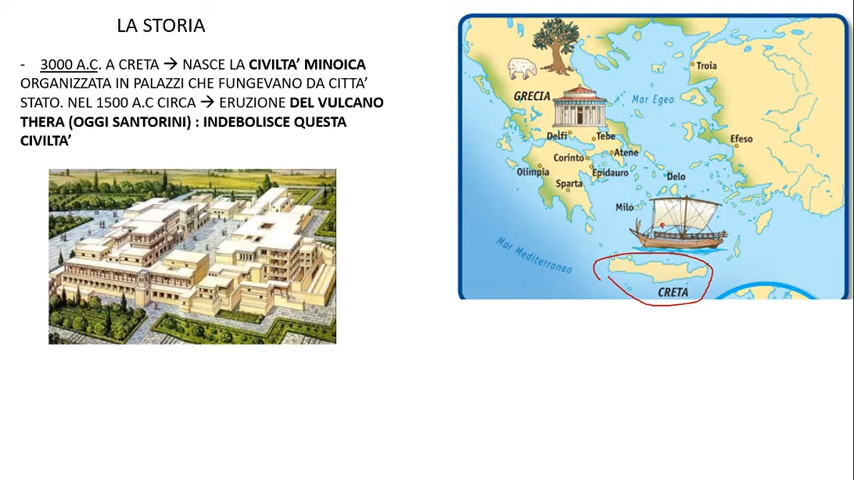 LA STORIA
- 3000 A.C. A CRETA → NASCE LA CIVILTA’ MINOICA
ORGANIZZATA IN PALAZZI CHE FUNGEVANO DA CITTA’
STATO. NEL 1500 A.C CIRCA → ERUZIONE DEL VULCANO
THERA (OGGI SANTORINI) : INDEBOLISCE QUESTA
CIVILTA’
Troia
GRECIA
Mar Egeo
Delfi
Tebe
Efeso
Atene
Corinto
Olimpia
Epidauro
Delo
Sparta
Milo
Mar Mediterraneo
CRETA